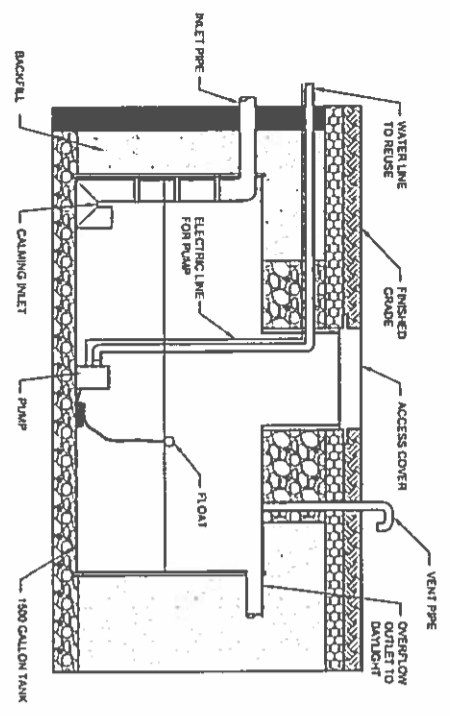 WATER LINE
TO REUSE
FINISHED
GRADE
ACCESS COVER
VENT PIPE
INLET PIPE
ELECTRIC LINE
FOR PUMP
FLOAT
OVERFLOW
OUTLET TO
DAYLIGHT
BACKFILL
CALMING INLET
PUMP
1500 GALLON TANK